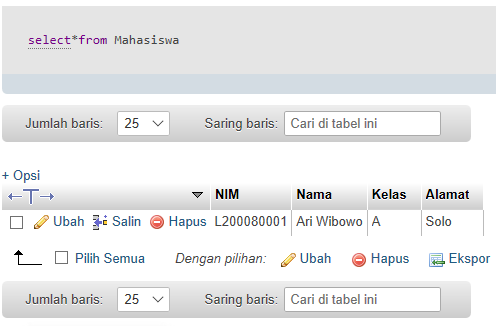 select*from Mahasiswa
Jumlah baris: 25 Saring baris: Cari di tabel ini
+ Opsi
NIM Nama Kelas Alamat
Ubah Salin Hapus L200080001 Ari Wibowo A Solo
Pilih Semua Dengan pilihan: Ubah Hapus Ekspor
Jumlah baris: 25 Saring baris: Cari di tabel ini